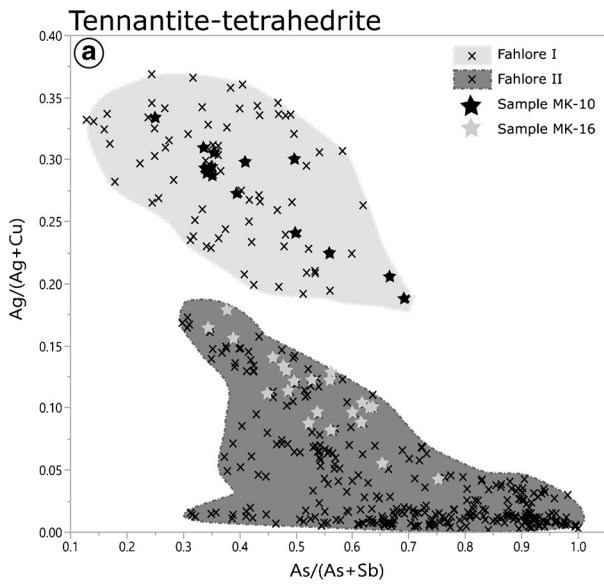 Tennantite-tetrahedrite
a
Fahlore I
Fahlore II
Sample MK-10
Sample MK-16
Ag/(Ag+Cu)
0.40
0.35
0.30
0.25
0.20
0.15
0.10
0.05
0.00
0.1 0.2 0.3 0.4 0.5 0.6 0.7 0.8 0.9 1.0
As/(As+Sb)